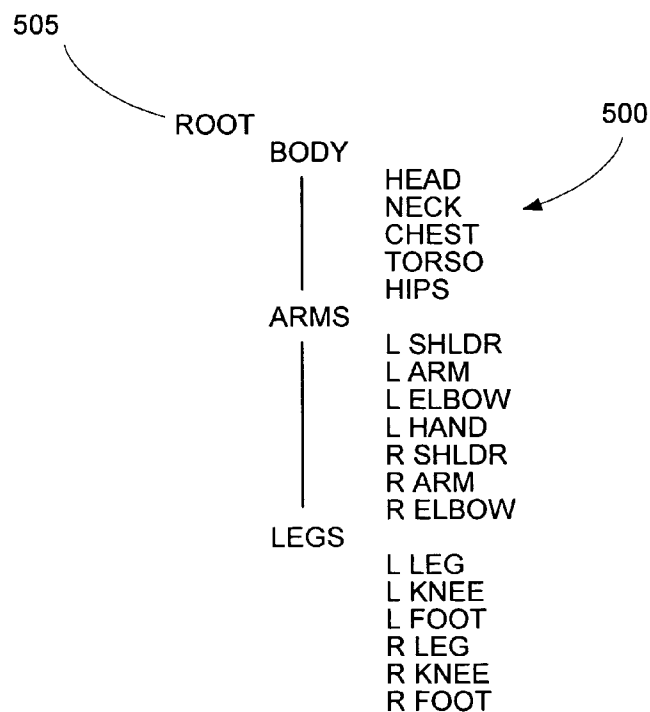 505
ROOT
500
BODY
HEAD
NECK
CHEST
TORSO
HIPS
ARMS
L SHLDR
L ARM
L ELBOW
L HAND
R SHLDR
R ARM
R ELBOW
LEGS
L LEG
L KNEE
L FOOT
R LEG
R KNEE
R FOOT